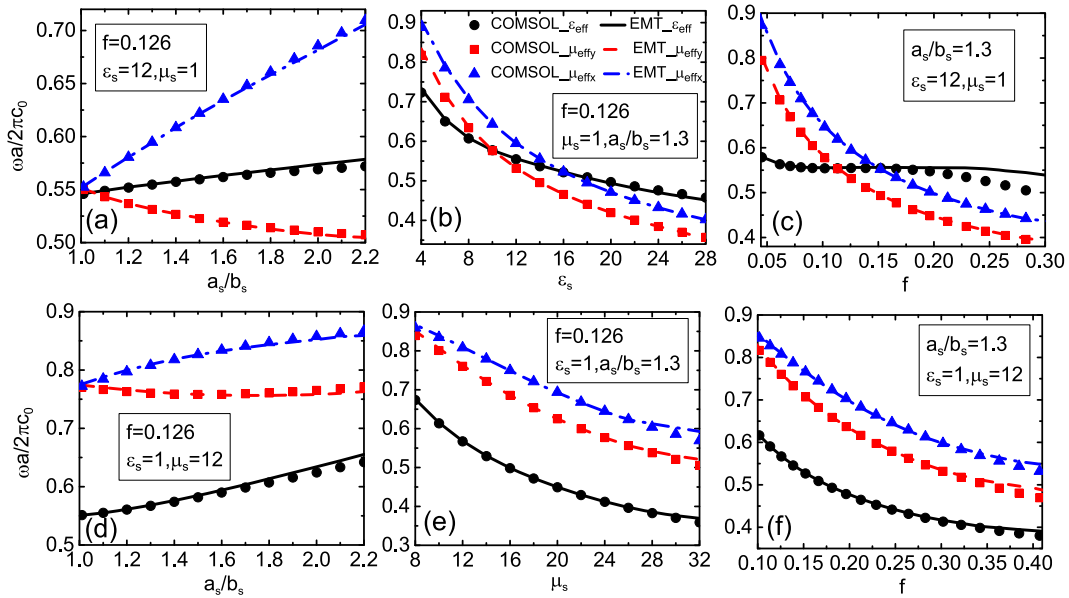 COMSOL_εeff EMT_εeff
COMSOL_μeffy EMT_μeffy
COMSOL_μeffx EMT_μeffx
f=0.126
εs=12,μs=1
f=0.126
μs=1,as/bs=1.3
as/bs=1.3
εs=12,μs=1
ωa/2πc0
0.70
0.65
0.60
0.55
0.50
(a)
1.0 1.2 1.4 1.6 1.8 2.0 2.2
as/bs
0.9
0.8
0.7
0.6
0.5
0.4
(b)
4 8 12 16 20 24 28
εs
0.9
0.8
0.7
0.6
0.5
0.4
(c)
0.05 0.10 0.15 0.20 0.25 0.30
f
ωa/2πc0
0.9
0.8
0.7
0.6
0.5
f=0.126
εs=1,μs=12
(d)
1.0 1.2 1.4 1.6 1.8 2.0 2.2
as/bs
0.9
0.8
0.7
0.6
0.5
0.4
0.3
f=0.126
εs=1,as/bs=1.3
(e)
8 12 16 20 24 28 32
μs
0.9
0.8
0.7
0.6
0.5
0.4
as/bs=1.3
εs=1,μs=12
(f)
0.10 0.15 0.20 0.25 0.30 0.35 0.40
f